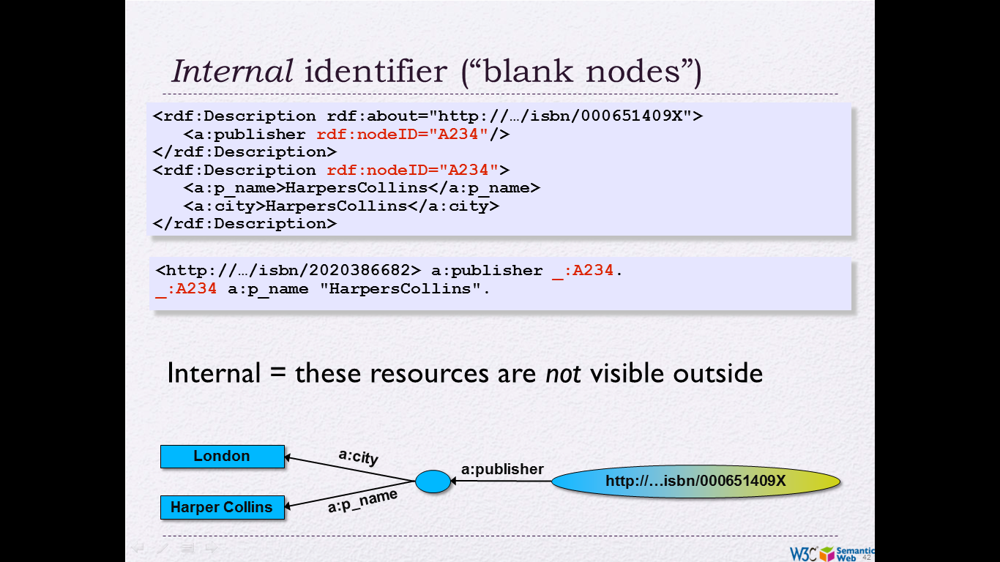 Internal identifier (“blank nodes”)
<rdf:Description rdf:about="http://…/isbn/000651409X">
<a:publisher rdf:nodeID="A234"/>
</rdf:Description>
<rdf:Description rdf:nodeID="A234">
<a:p_name>HarpersCollins</a:p_name>
<a:city>HarpersCollins</a:city>
</rdf:Description>
<http://…/isbn/2020386682> a:publisher _:A234.
_:A234 a:p_name "HarpersCollins".
Internal = these resources are not visible outside
London
a:city
a:publisher
http://…isbn/000651409X
Harper Collins
a:p_name
W3C Semantic
Web
42